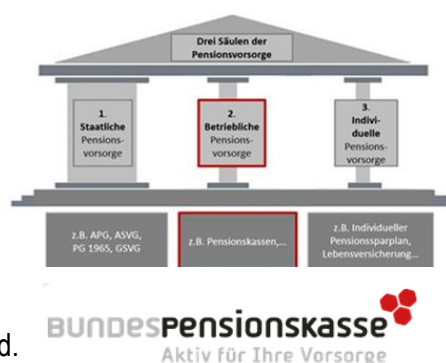 Drei Säulen der
Pensionsvorsorge
1.
Staatliche
Pensions-
vorsorge
2.
Betriebliche
Pensions-
vorsorge
3.
Indivi-
duelle
Pensions-
vorsorge
z.B. APG, ASVG,
PG 1965, GSVG
z.B. Pensionskassen,...
z.B. Individueller
Pensionssparplan,
Lebensversicherung...
d.
BUNDESPENSIONSKASSE
Aktiv für Ihre Vorsorge